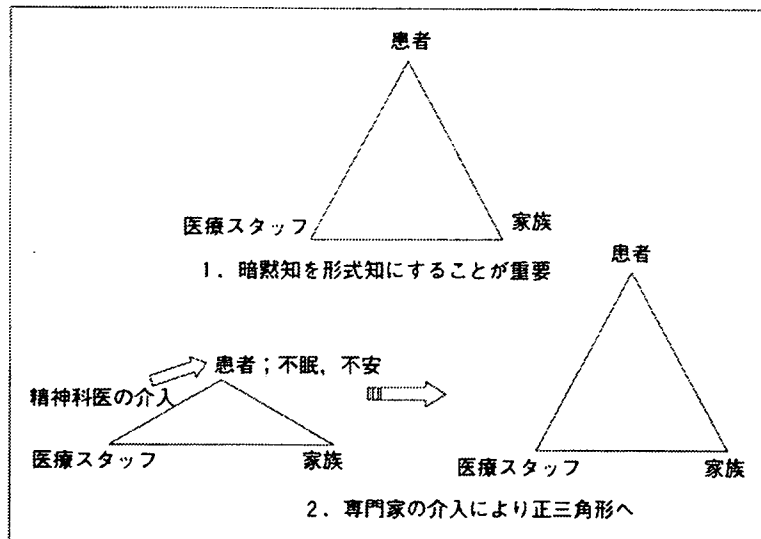 患者
医療スタッフ
家族
1．暗黙知を形式知にすることが重要
患者
患者；不眠，不安
精神科医の介入
医療スタッフ
家族
医療スタッフ
家族
2．専門家の介入により正三角形へ